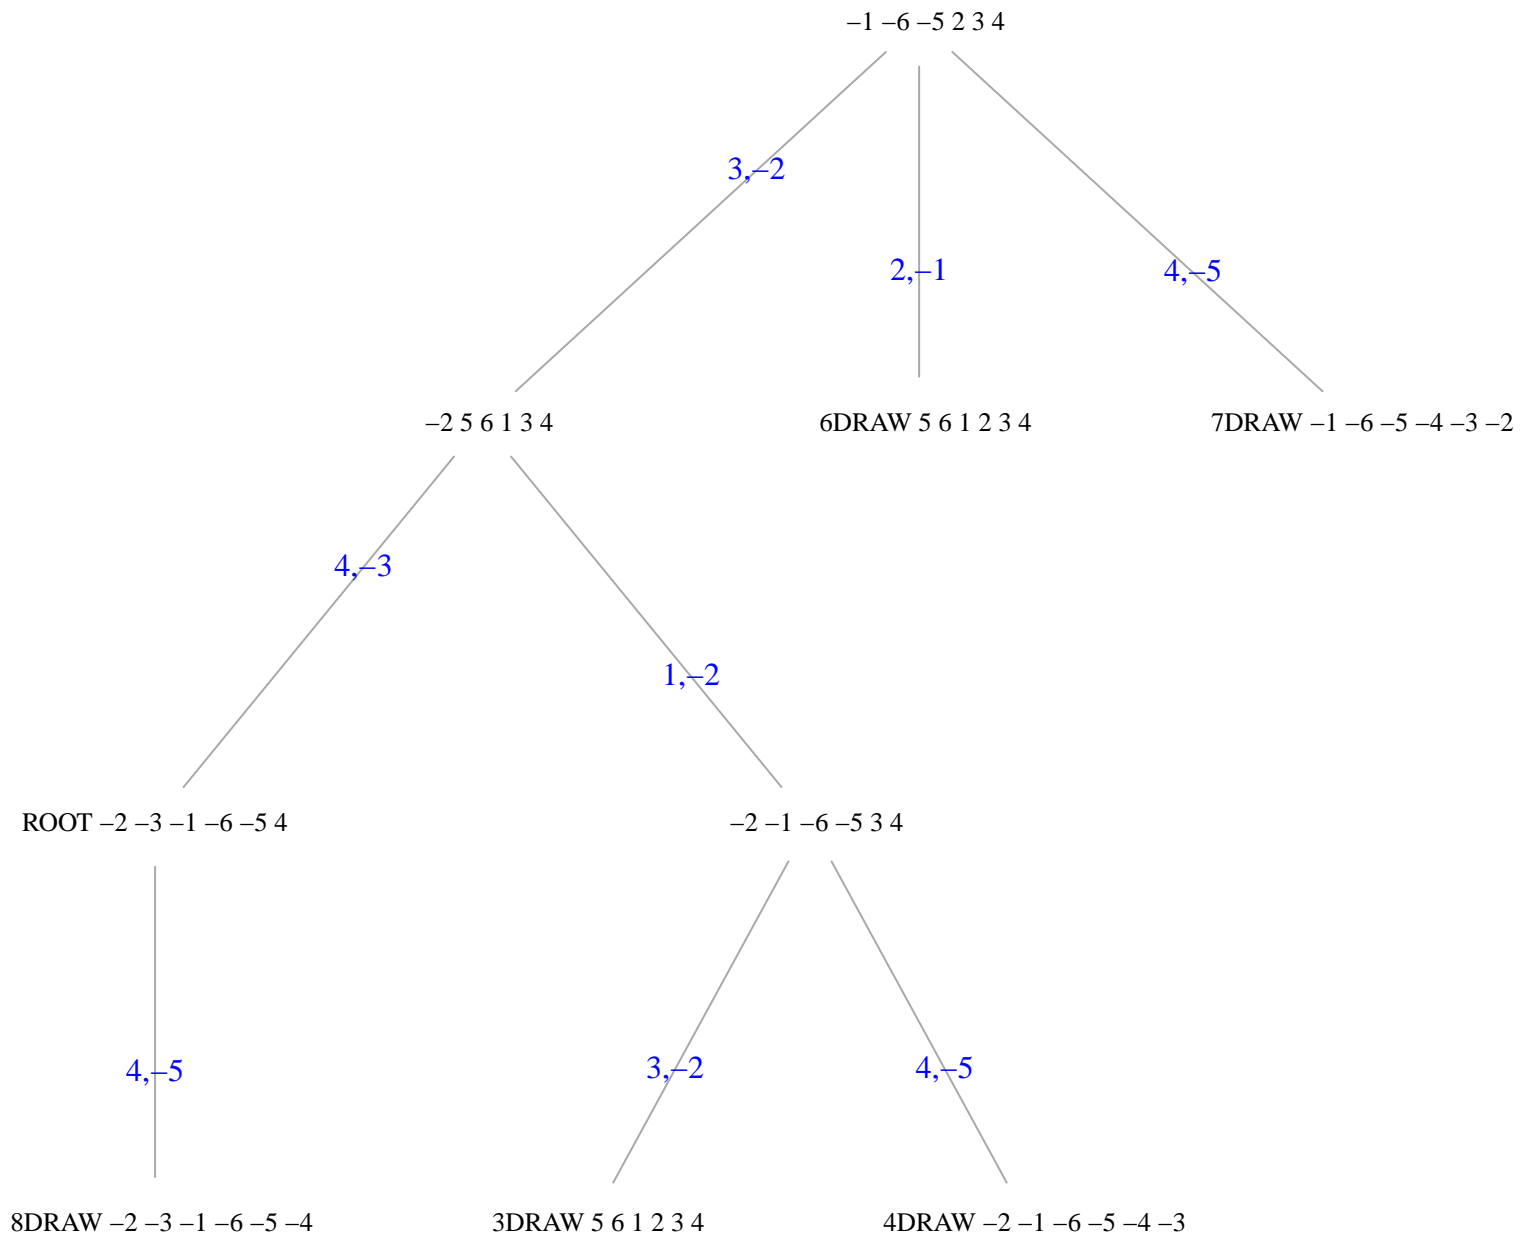 –1 –6 –5 2 3 4
3,–2
2,–1
4,–5
–2 5 6 1 3 4
6DRAW 5 6 1 2 3 4
7DRAW –1 –6 –5 –4 –3 –2
4,–3
1,–2
ROOT –2 –3 –1 –6 –5 4
–2 –1 –6 –5 3 4
4,–5
3,–2
4,–5
8DRAW –2 –3 –1 –6 –5 –4
3DRAW 5 6 1 2 3 4
4DRAW –2 –1 –6 –5 –4 –3